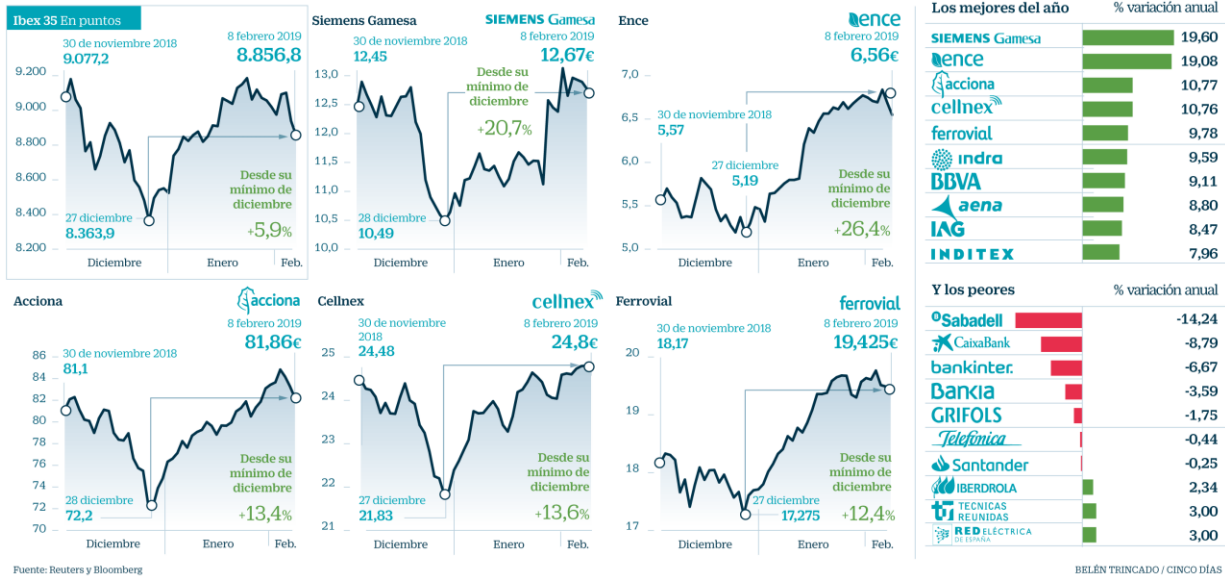 Ibex 35 En puntos
30 de noviembre 2018
9.077,2
8 febrero 2019
8.856,8
9.200
9.000
8.800
8.600
8.400
8.200
27 diciembre
8.363,9
Desde su
mínimo de
diciembre
+5,9%
Diciembre
Enero
Feb.
Siemens Gamesa
SIEMENS Gamesa
30 de noviembre 2018
12,45
8 febrero 2019
12,67€
13,0
12,5
12,0
11,5
11,0
10,5
10,0
Desde su
mínimo de
diciembre
+20,7%
28 diciembre
10,49
Diciembre
Enero
Feb.
Ence
ence
8 febrero 2019
6,56€
7,0
6,5
6,0
5,5
5,0
30 de noviembre 2018
5,57
27 diciembre
5,19
Desde su
mínimo de
diciembre
+26,4%
Diciembre
Enero
Feb.
Acciona
acciona
8 febrero 2019
81,86€
30 de noviembre 2018
81,1
86
84
82
80
78
76
74
72
70
28 diciembre
72,2
Desde su
mínimo de
diciembre
+13,4%
Diciembre
Enero
Feb.
Cellnex
cellnex
30 de noviembre
2018
24,48
8 febrero 2019
24,8€
25
24
23
22
21
27 diciembre
21,83
Desde su
mínimo de
diciembre
+13,6%
Diciembre
Enero
Feb.
Ferrovial
ferrovial
30 de noviembre 2018
18,17
8 febrero 2019
19,425€
20
19
18
17
27 diciembre
17,275
Desde su
mínimo de
diciembre
+12,4%
Diciembre
Enero
Feb.
Los mejores del año % variación anual
SIEMENS Gamesa 19,60
ence 19,08
acciona 10,77
cellnex 10,76
ferrovial 9,78
indra 9,59
BBVA 9,11
aena 8,80
IAG 8,47
INDITEX 7,96
Y los peores % variación anual
Sabadell -14,24
CaixaBank -8,79
bankinter. -6,67
Bankia -3,59
GRIFOLS -1,75
Telefónica -0,44
Santander -0,25
IBERDROLA 2,34
TECNICAS
REUNIDAS 3,00
RED ELÉCTRICA
DE ESPAÑA 3,00
Fuente: Reuters y Bloomberg
BELÉN TRINCADO / CINCO DÍAS